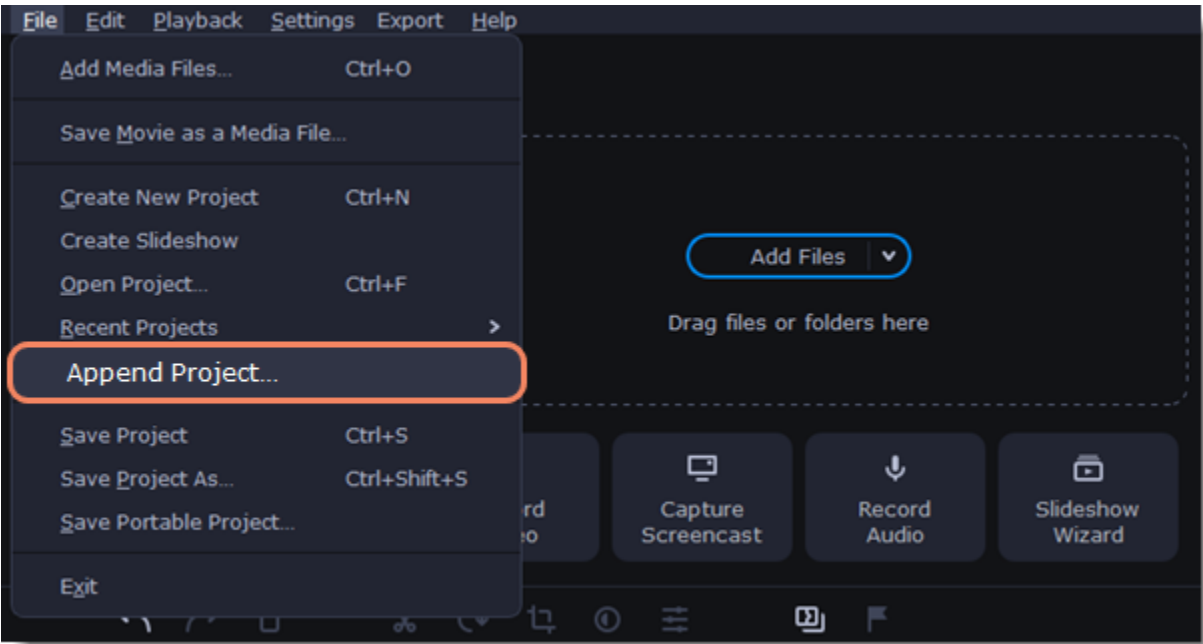 File Edit Playback Settings Export Help
Add Media Files... Ctrl+O
Save Movie as a Media File...
Create New Project Ctrl+N
Create Slideshow
Open Project... Ctrl+F
Recent Projects
Append Project...
Save Project Ctrl+S
Save Project As... Ctrl+Shift+S
Save Portable Project...
Exit
Add Files
Drag files or folders here
Capture
Screencast
Record
Audio
Slideshow
Wizard